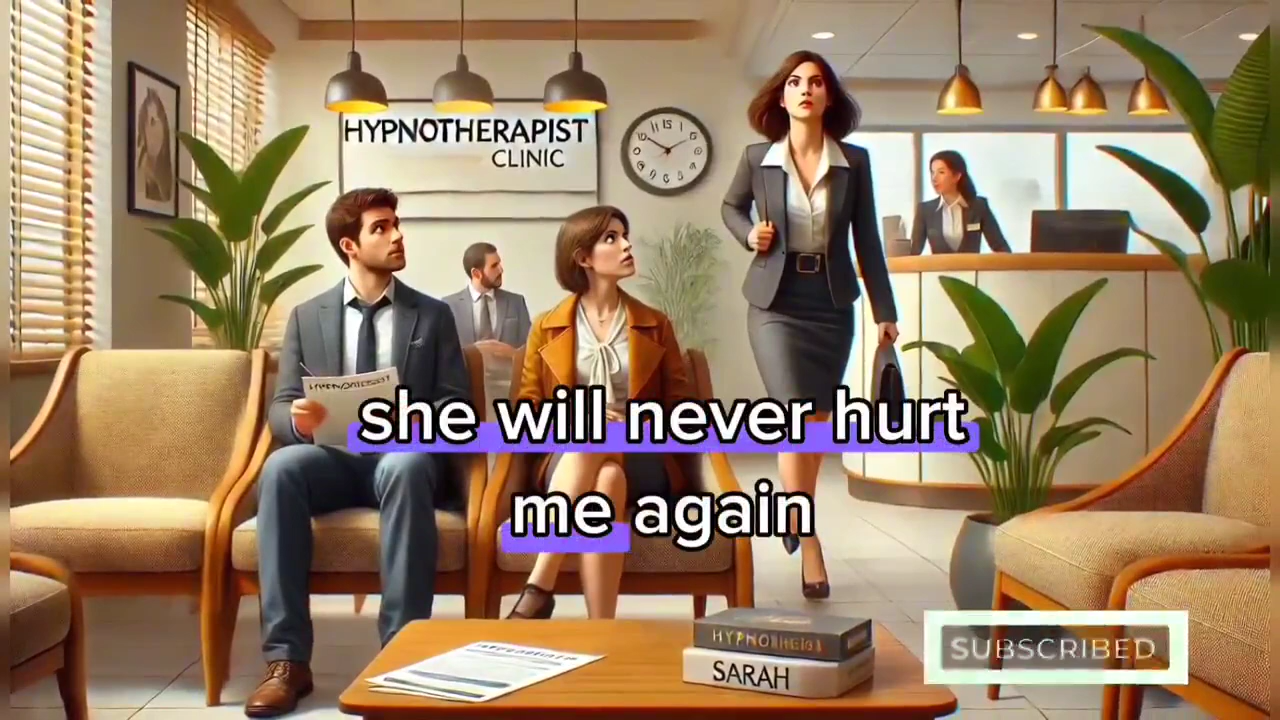 HYPNOTHERAPIST
CLINIC
she will never hurt
me again
SARAH
SUBSCRIBED